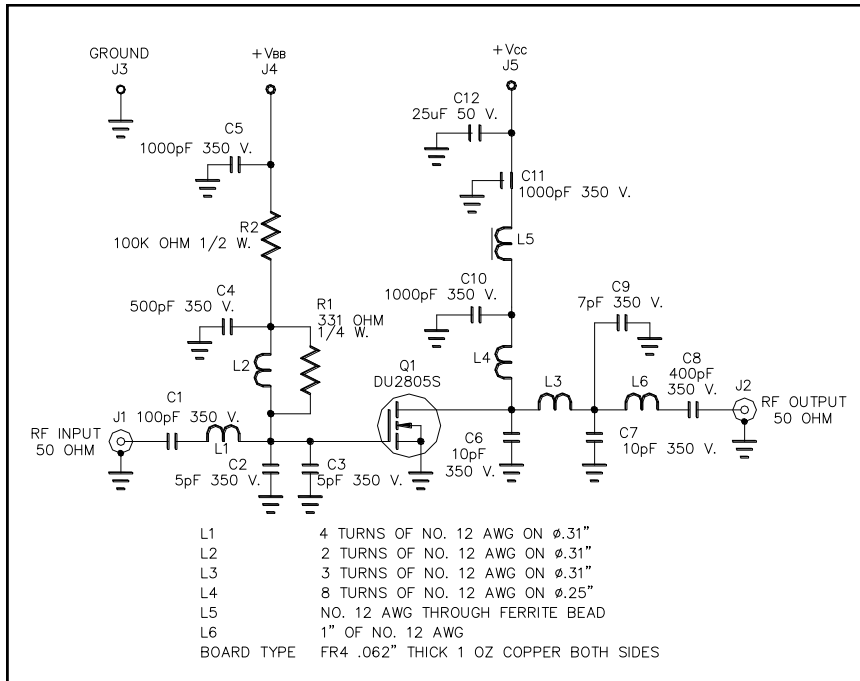 GROUND
J3
+VBB
J4
+VCC
J5
C12
25uF 50 V.
C5
1000pF 350 V.
C11
1000pF 350 V.
R2
100K OHM 1/2 W.
L5
C10
1000pF 350 V.
C9
7pF 350 V.
C4
500pF 350 V.
R1
331 OHM
1/4 W.
L2
L4
Q1
DU2805S
C8
400pF
350 V.
L3
L6
J2
RF OUTPUT
50 OHM
C1
100pF 350 V.
J1
RF INPUT
50 OHM
L1
C2
5pF 350 V.
C3
5pF 350 V.
C6
10pF
350 V.
C7
10pF 350 V.
L1 4 TURNS OF NO. 12 AWG ON ø.31"
L2 2 TURNS OF NO. 12 AWG ON ø.31"
L3 3 TURNS OF NO. 12 AWG ON ø.31"
L4 8 TURNS OF NO. 12 AWG ON ø.25"
L5 NO. 12 AWG THROUGH FERRITE BEAD
L6 1" OF NO. 12 AWG
BOARD TYPE FR4 .062" THICK 1 OZ COPPER BOTH SIDES